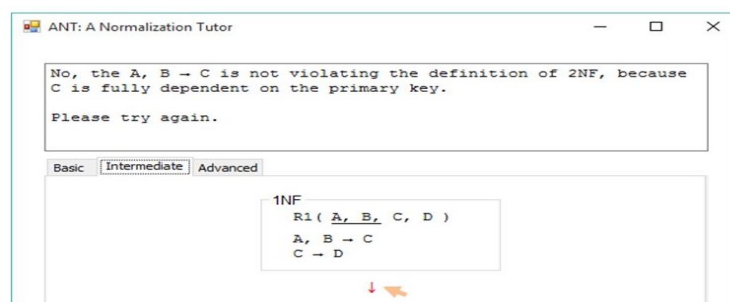 ANT: A Normalization Tutor
No, the A, B → C is not violating the definition of 2NF, because
C is fully dependent on the primary key.
Please try again.
Basic Intermediate Advanced
1NF
R1 ( A, B, C, D )
A, B → C
C → D